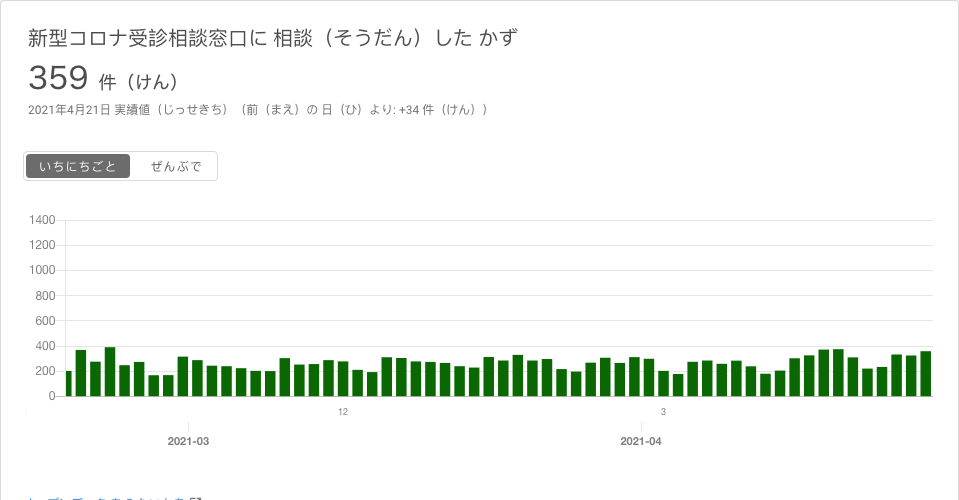 新型コロナ受診相談窓口に 相談（そうだん）した かず
359 件（けん）
2021年4月21日 実績値（じっせきち）（前（まえ）の 日（ひ）より: +34 件（けん））
いちにちごと ぜんぶで
1400
1200
1000
800
600
400
200
0
12 3
2021-03 2021-04